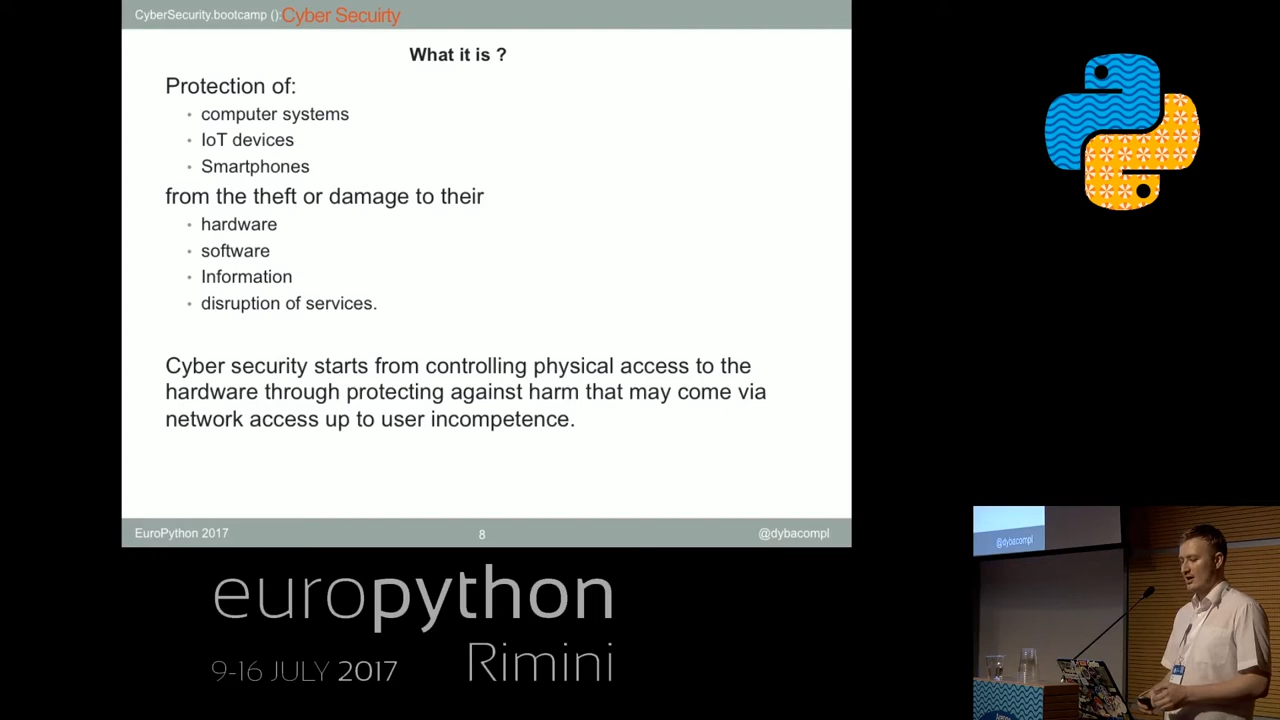 CyberSecurity.bootcamp ():Cyber Secuirty
What it is ?
Protection of:
• computer systems
• IoT devices
• Smartphones
from the theft or damage to their
• hardware
• software
• Information
• disruption of services.
Cyber security starts from controlling physical access to the
hardware through protecting against harm that may come via
network access up to user incompetence.
EuroPython 2017
8
@dybacompl
europython
9-16 JULY 2017
Rimini
@dybacompl